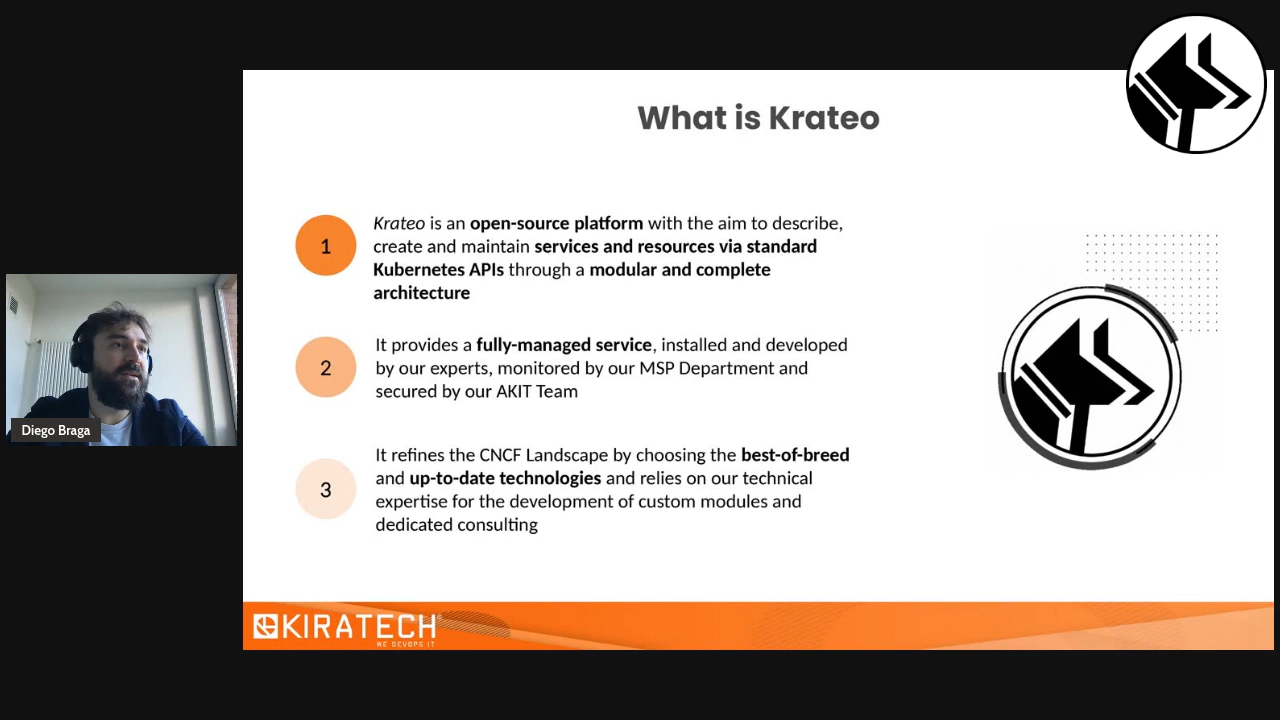 What is Krateo
1
Krateo is an open-source platform with the aim to describe,
create and maintain services and resources via standard
Kubernetes APIs through a modular and complete
architecture
2
It provides a fully-managed service, installed and developed
by our experts, monitored by our MSP Department and
secured by our AKIT Team
3
It refines the CNCF Landscape by choosing the best-of-breed
and up-to-date technologies and relies on our technical
expertise for the development of custom modules and
dedicated consulting
Diego Braga
KIRATECH
WE DEVOPS IT